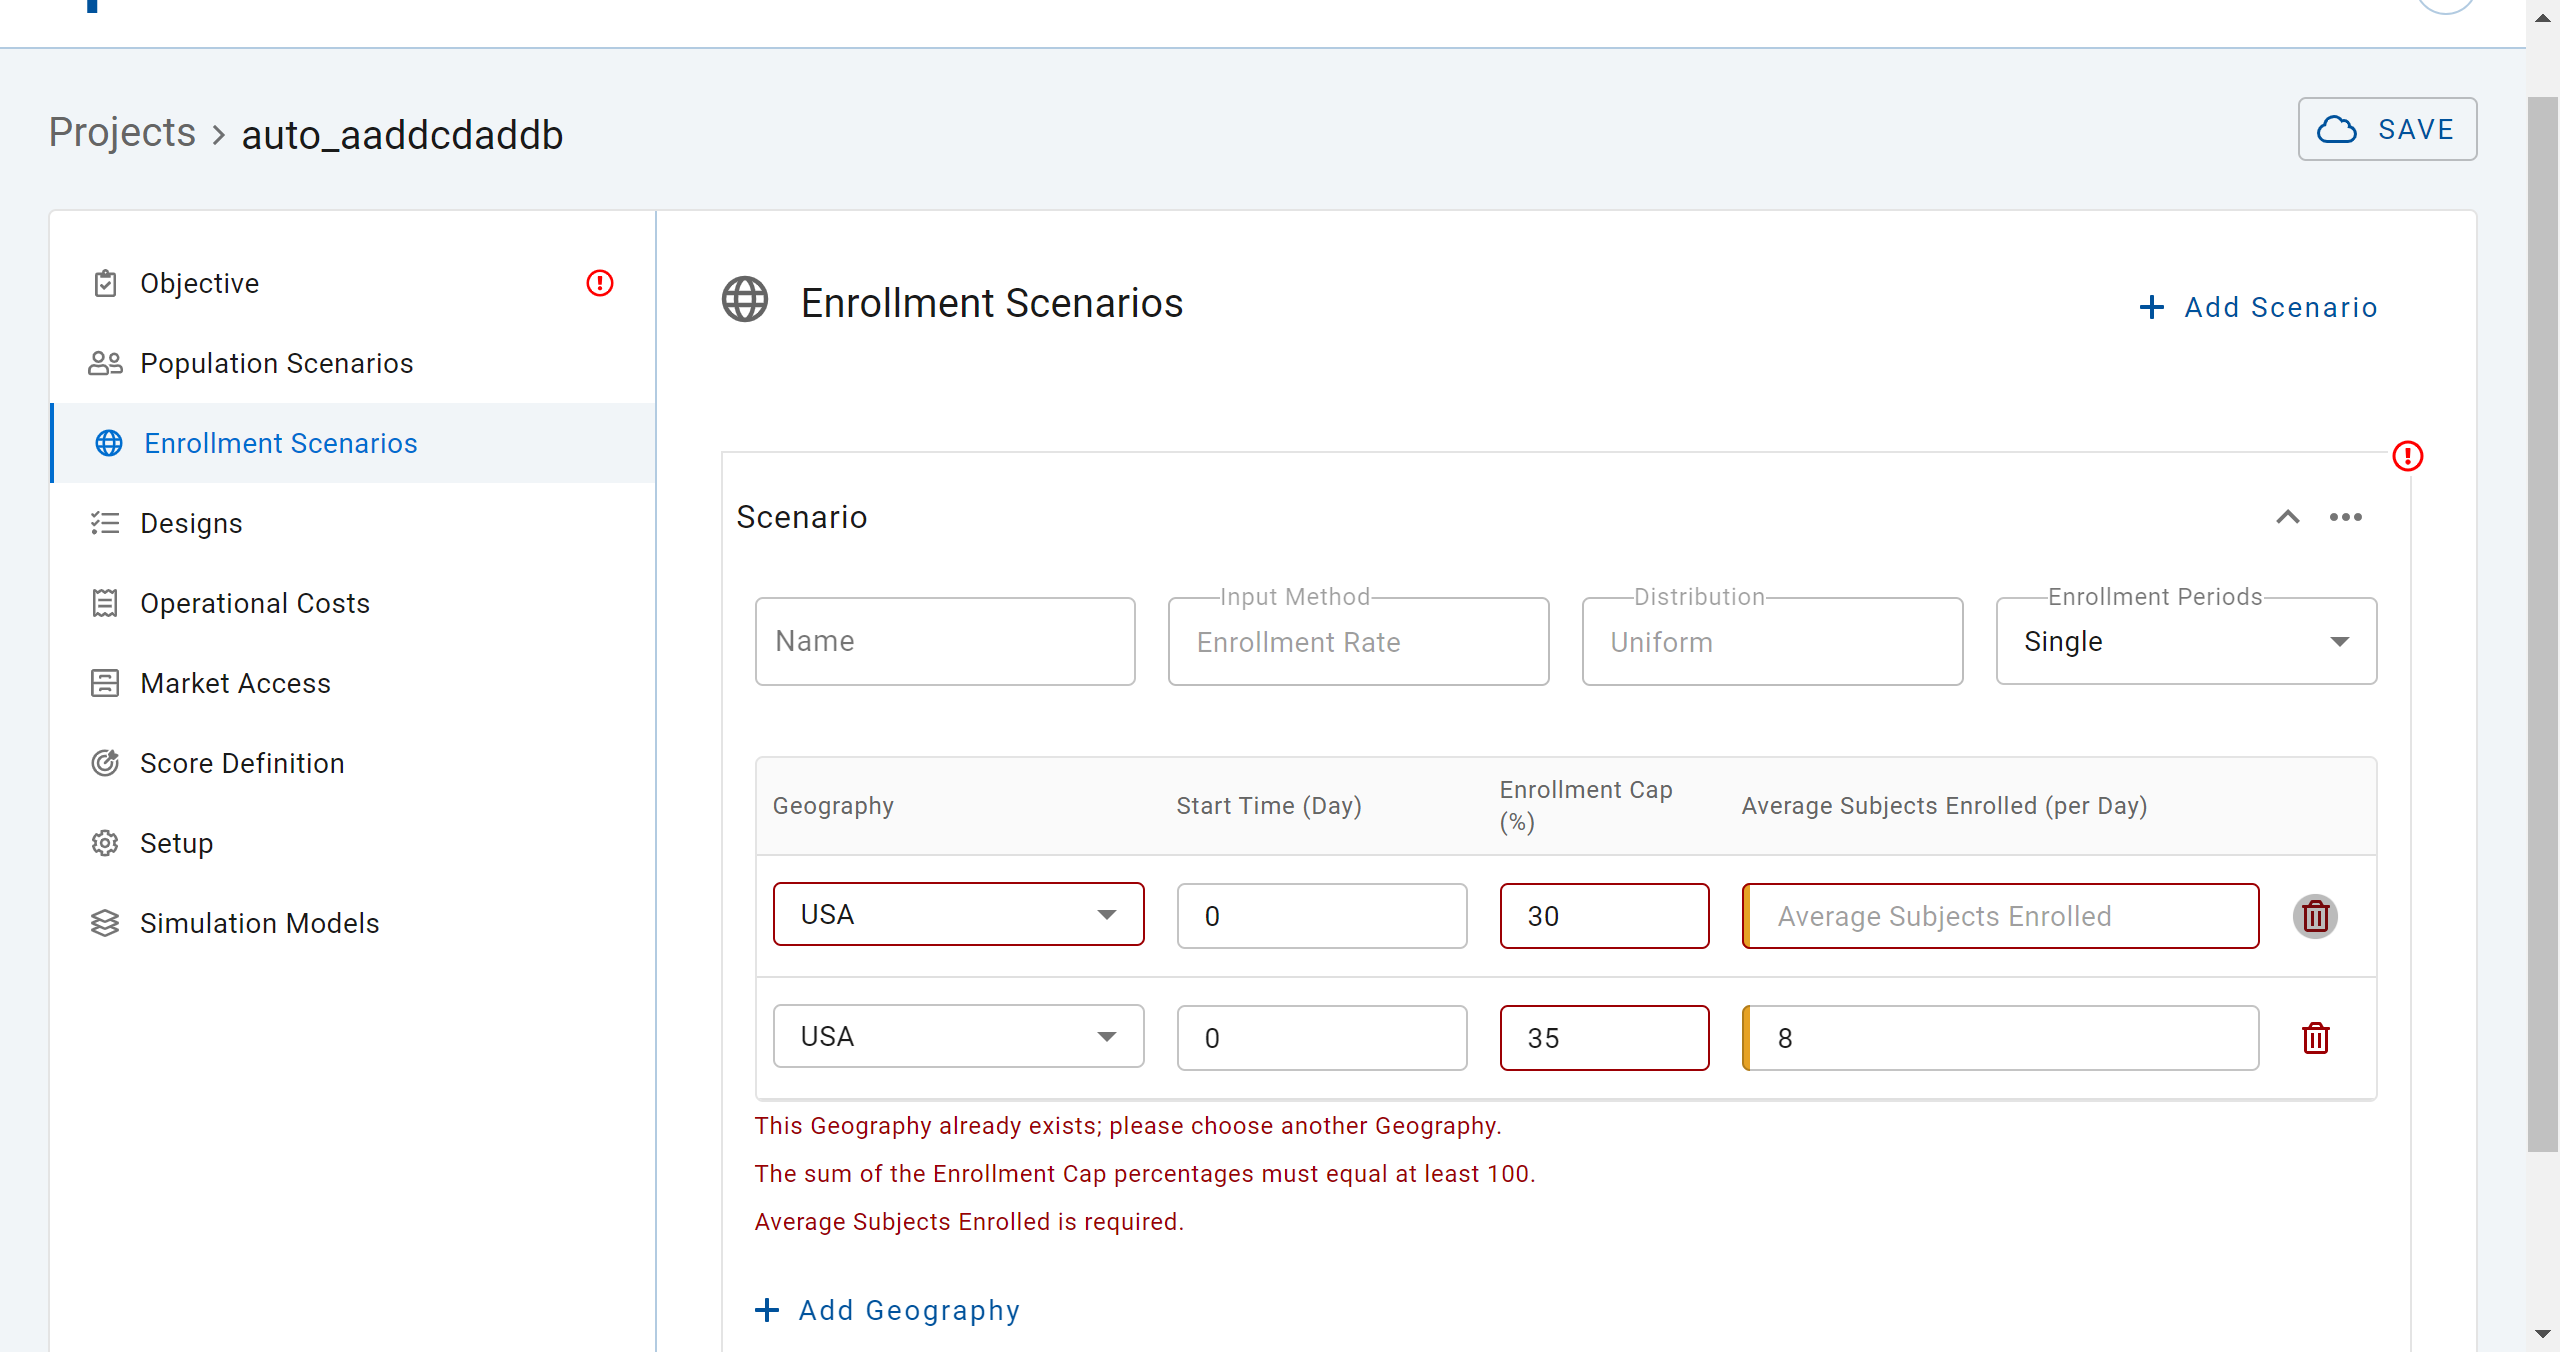 Projects > auto_aaddcdaddb
SAVE
Objective
Population Scenarios
Enrollment Scenarios
Designs
Operational Costs
Market Access
Score Definition
Setup
Simulation Models
Enrollment Scenarios
+ Add Scenario
Scenario
Name
Input Method
Enrollment Rate
Distribution
Uniform
Enrollment Periods
Single
Geography
Start Time (Day)
Enrollment Cap
(%)
Average Subjects Enrolled (per Day)
USA
0
30
Average Subjects Enrolled
USA
0
35
8
This Geography already exists; please choose another Geography.
The sum of the Enrollment Cap percentages must equal at least 100.
Average Subjects Enrolled is required.
+ Add Geography